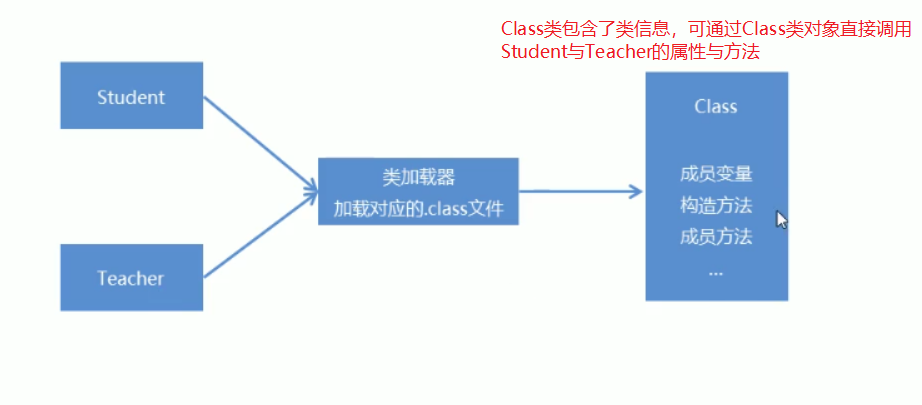 Class类包含了类信息，可通过Class类对象直接调用
Student与Teacher的属性与方法
Student
Teacher
类加载器
加载对应的.class文件
Class
成员变量
构造方法
成员方法
...